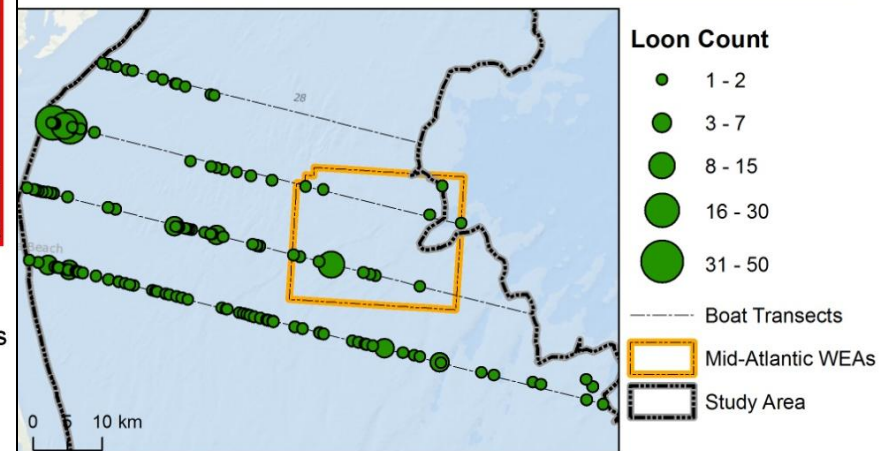 Loon Count
1 - 2
3 - 7
8 - 15
16 - 30
31 - 50
Boat Transects
Mid-Atlantic WEAs
Study Area
28
Beach
s
0 5 10 km